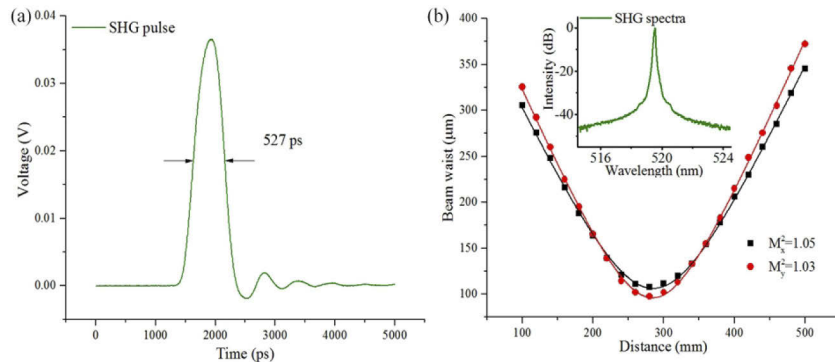 (a)
SHG pulse
527 ps
Voltage (V)
0.04
0.03
0.02
0.01
0.00
0
1000
2000
3000
4000
5000
Time (ps)
(b)
Beam waist (μm)
400
350
300
250
200
150
100
50
100
200
300
400
500
Distance (mm)
SHG spectra
Intensity (dB)
0
-20
-40
516
520
524
Wavelength (nm)
M²x=1.05
M²y=1.03